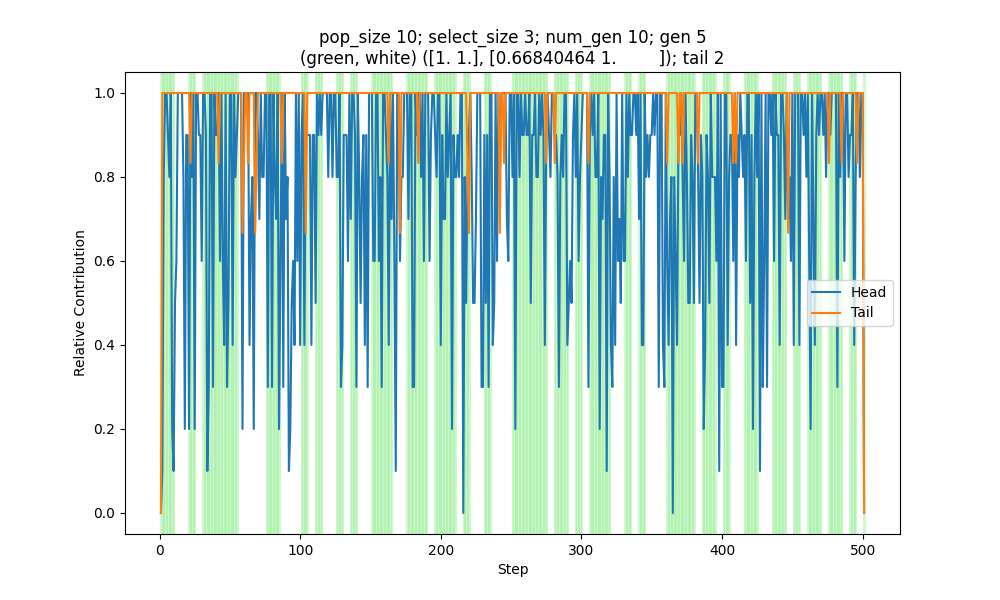 pop_size 10; select_size 3; num_gen 10; gen 5
(green, white) ([1. 1.], [0.66840464 1.        ]); tail 2
Relative Contribution
1.0
0.8
0.6
0.4
0.2
0.0
Head
Tail
0
100
200
300
400
500
Step